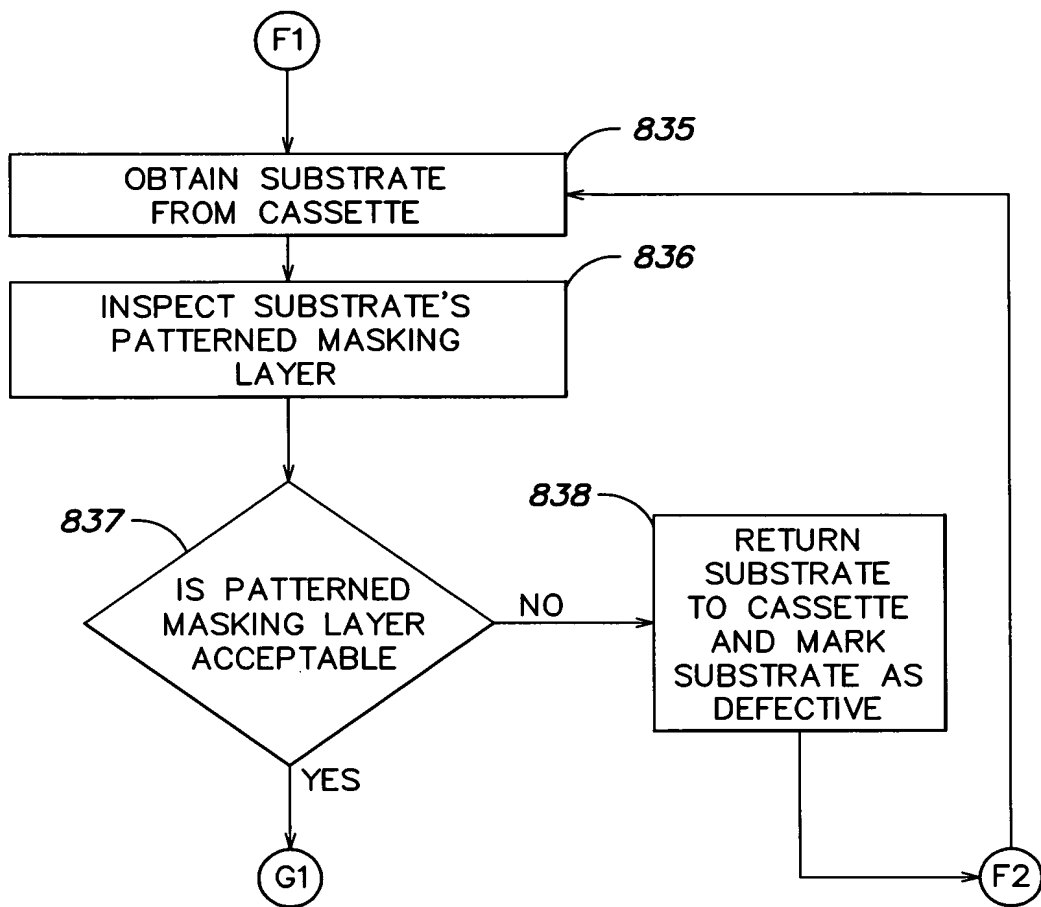 F1
835
OBTAIN SUBSTRATE
FROM CASSETTE
836
INSPECT SUBSTRATE'S
PATTERNED MASKING
LAYER
837
IS PATTERNED
MASKING LAYER
ACCEPTABLE
NO
838
RETURN
SUBSTRATE
TO CASSETTE
AND MARK
SUBSTRATE AS
DEFECTIVE
YES
G1
F2